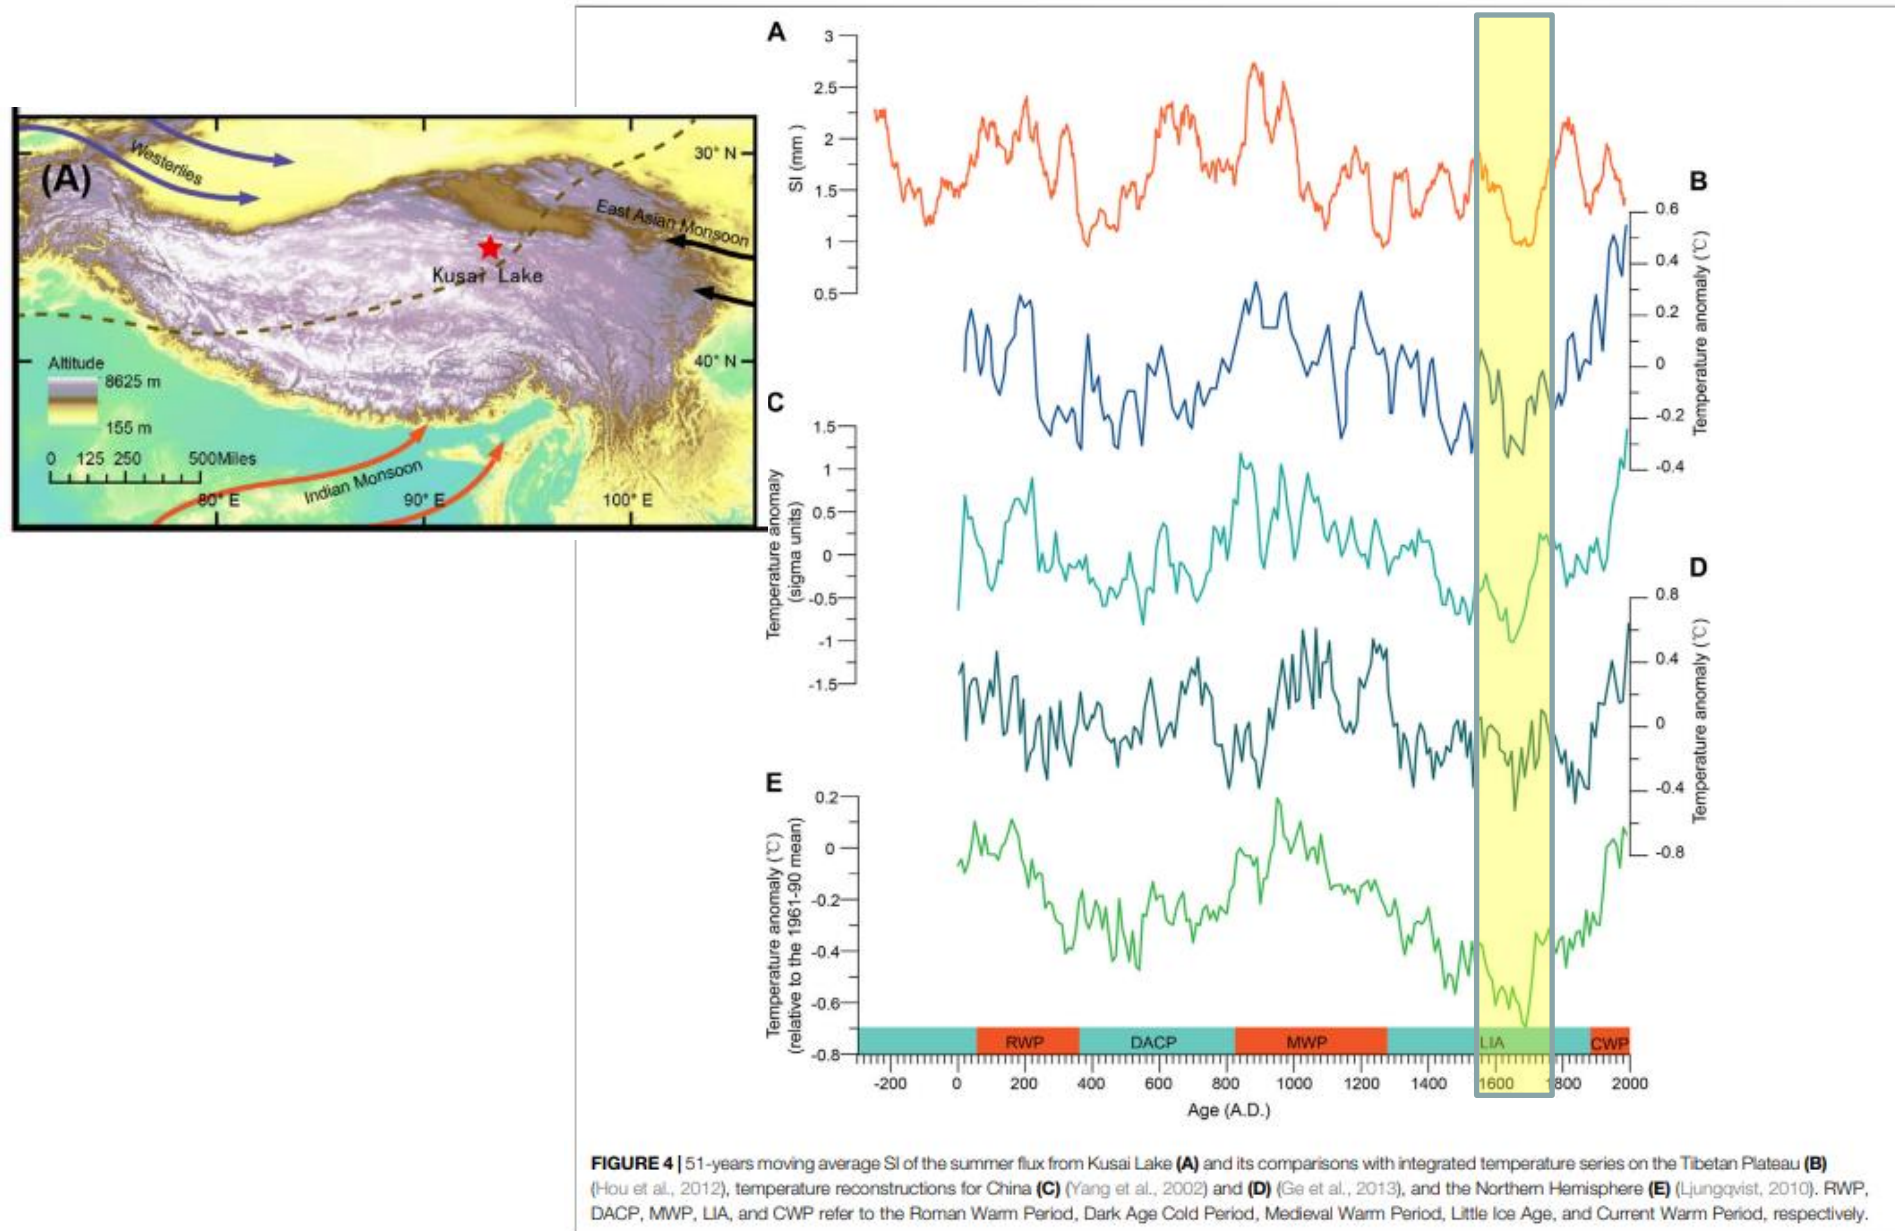 (A)
Westerlies
30° N
East Asian Monsoon
Kusai Lake
Altitude
8625 m
155 m
40° N
0 125 250 500Miles
Indian Monsoon
80° E 90° E 100° E
A
3
2.5
2
1.5
1
0.5
SI (mm )
B
0.6
0.4
0.2
0
-0.2
-0.4
Temperature anomaly (℃)
C
1.5
1
0.5
0
-0.5
-1
-1.5
Temperature anomaly
(sigma units)
D
0.8
0.4
0
-0.4
-0.8
Temperature anomaly (℃)
E
0.2
0
-0.2
-0.4
-0.6
-0.8
Temperature anomaly (℃)
(relative to the 1961-90 mean)
RWP DACP MWP LIA CWP
-200 0 200 400 600 800 1000 1200 1400 1600 1800 2000
Age (A.D.)
FIGURE 4 | 51-years moving average SI of the summer flux from Kusai Lake (A) and its comparisons with integrated temperature series on the Tibetan Plateau (B)
(Hou et al., 2012), temperature reconstructions for China (C) (Yang et al., 2002) and (D) (Ge et al., 2013), and the Northern Hemisphere (E) (Ljungqvist, 2010). RWP,
DACP, MWP, LIA, and CWP refer to the Roman Warm Period, Dark Age Cold Period, Medieval Warm Period, Little Ice Age, and Current Warm Period, respectively.